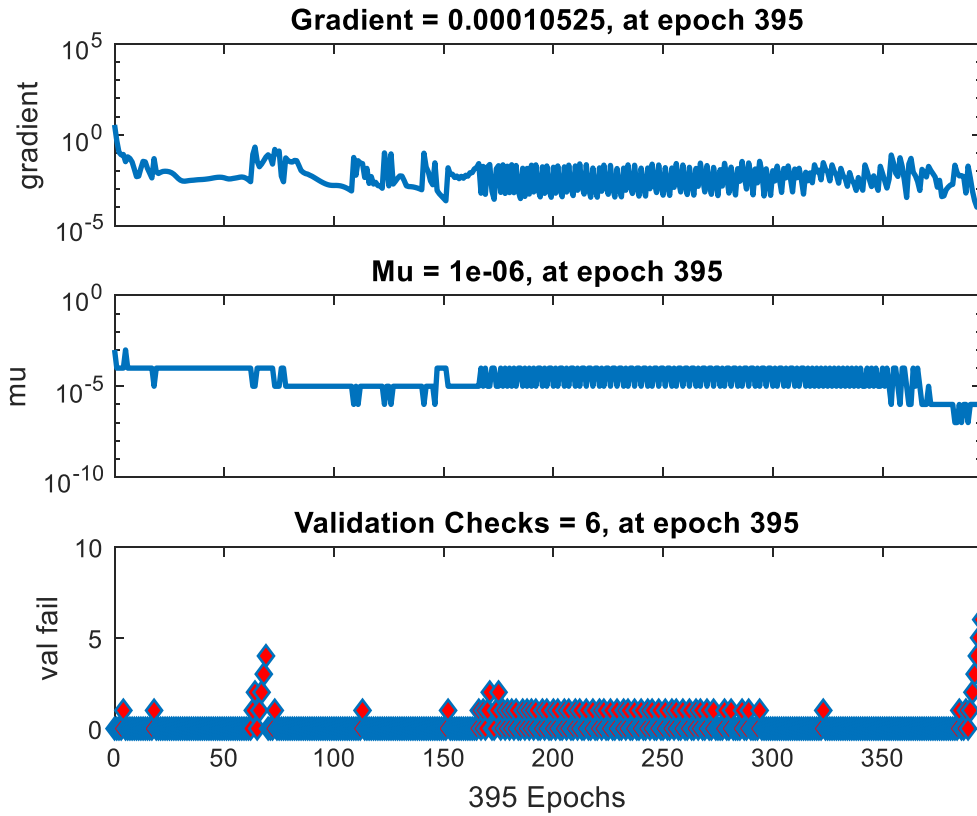 Gradient = 0.00010525, at epoch 395
10^5
10^0
10^-5
gradient
Mu = 1e-06, at epoch 395
10^0
10^-5
10^-10
mu
Validation Checks = 6, at epoch 395
10
5
0
val fail
0 50 100 150 200 250 300 350
395 Epochs